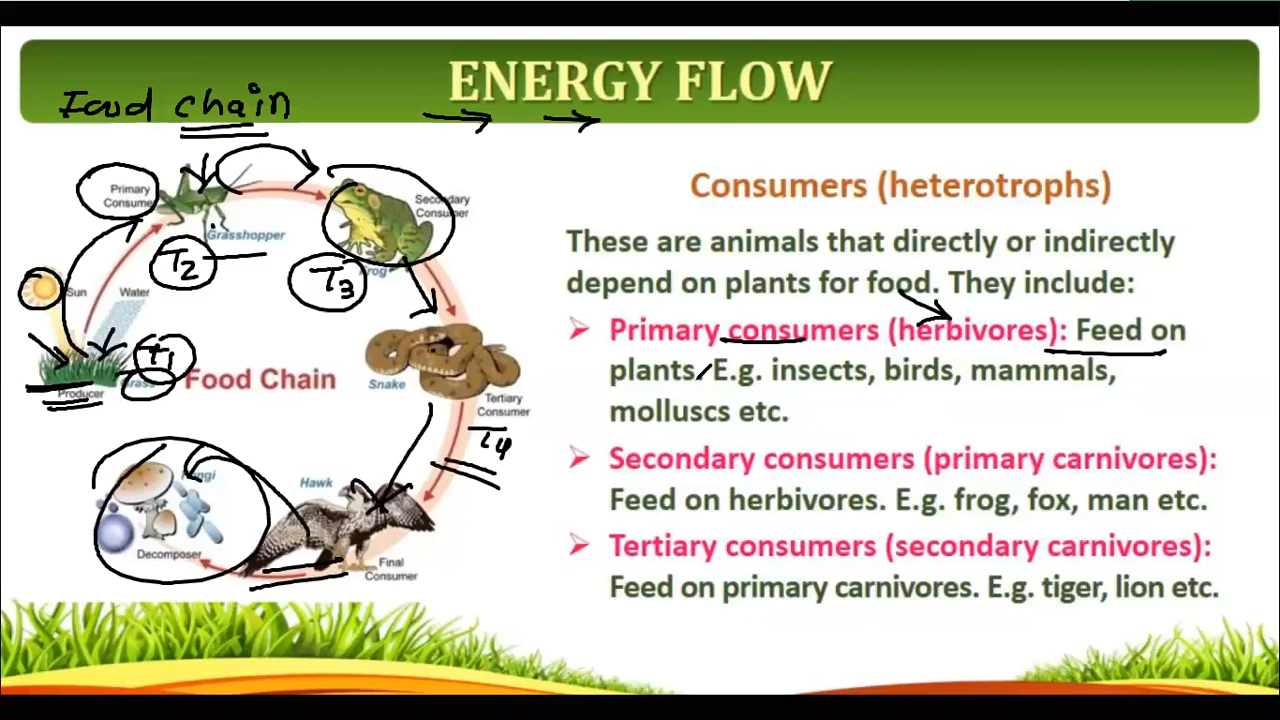 ENERGY FLOW
Food chain
Primary
Consumer
Grasshopper
Secondary
Consumer
T2
T3
Frog
Sun
Water
T1
Grass
Producer
Food Chain
Snake
Tertiary
Consumer
T4
Fungi
Hawk
Decomposer
Final
Consumer
Consumers (heterotrophs)
These are animals that directly or indirectly
depend on plants for food. They include:
Primary consumers (herbivores): Feed on
plants. E.g. insects, birds, mammals,
molluscs etc.
Secondary consumers (primary carnivores):
Feed on herbivores. E.g. frog, fox, man etc.
Tertiary consumers (secondary carnivores):
Feed on primary carnivores. E.g. tiger, lion etc.